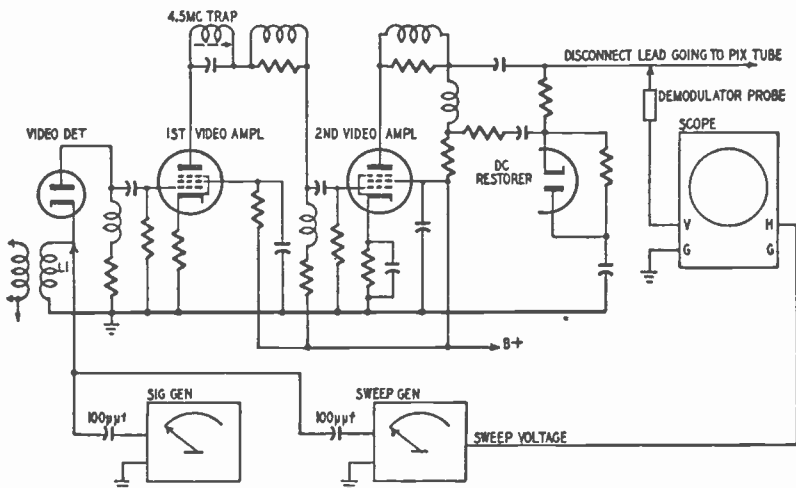 4.5MC TRAP
DISCONNECT LEAD GOING TO PIX TUBE
DEMODULATOR PROBE
VIDEO DET
1ST VIDEO AMPL
2ND VIDEO AMPL
SCOPE
DC
RESTORER
V
H
G
G
L1
B+
SIG GEN
SWEEP GEN
100µµf
100µµf
SWEEP VOLTAGE